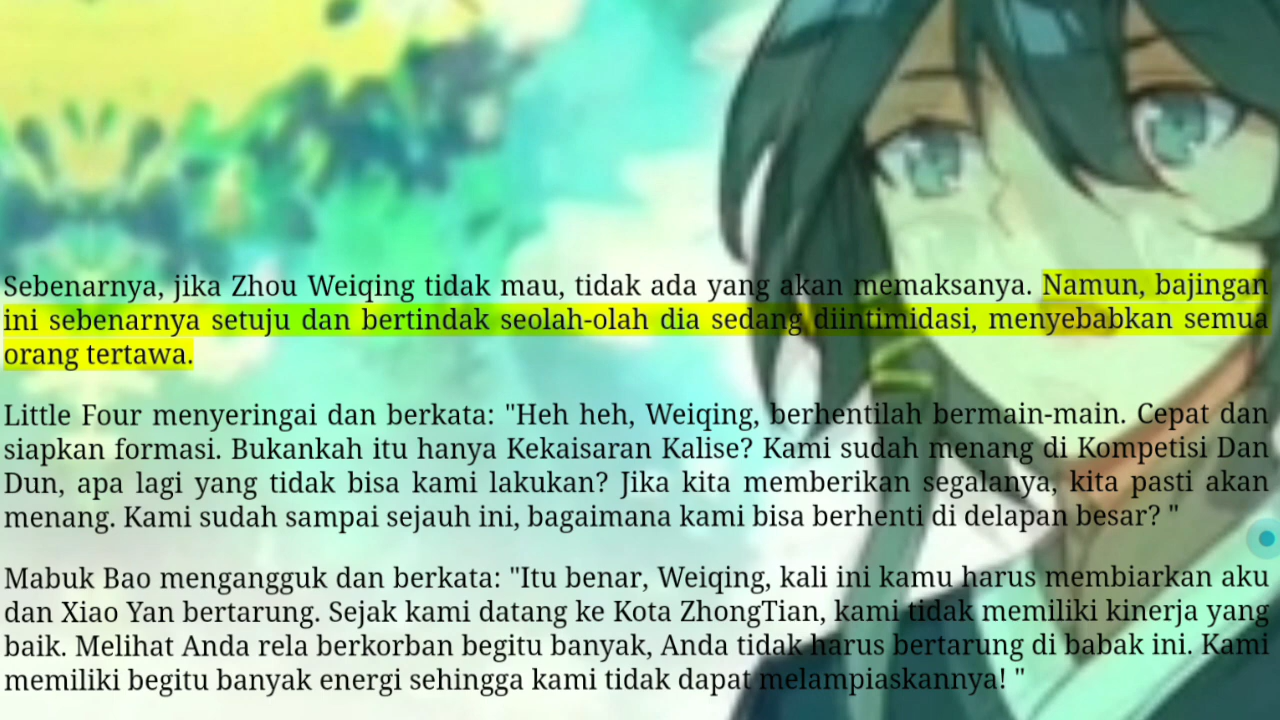 Sebenarnya, jika Zhou Weiqing tidak mau, tidak ada yang akan memaksanya. Namun, bajingan
ini sebenarnya setuju dan bertindak seolah-olah dia sedang diintimidasi, menyebabkan semua
orang tertawa.
Little Four menyeringai dan berkata: "Heh heh, Weiqing, berhentilah bermain-main. Cepat dan
siapkan formasi. Bukankah itu hanya Kekaisaran Kalise? Kami sudah menang di Kompetisi Dan
Dun, apa lagi yang tidak bisa kami lakukan? Jika kita memberikan segalanya, kita pasti akan
menang. Kami sudah sampai sejauh ini, bagaimana kami bisa berhenti di delapan besar? "
Mabuk Bao mengangguk dan berkata: "Itu benar, Weiqing, kali ini kamu harus membiarkan aku
dan Xiao Yan bertarung. Sejak kami datang ke Kota ZhongTian, kami tidak memiliki kinerja yang
baik. Melihat Anda rela berkorban begitu banyak, Anda tidak harus bertarung di babak ini. Kami
memiliki begitu banyak energi sehingga kami tidak dapat melampiaskannya! "